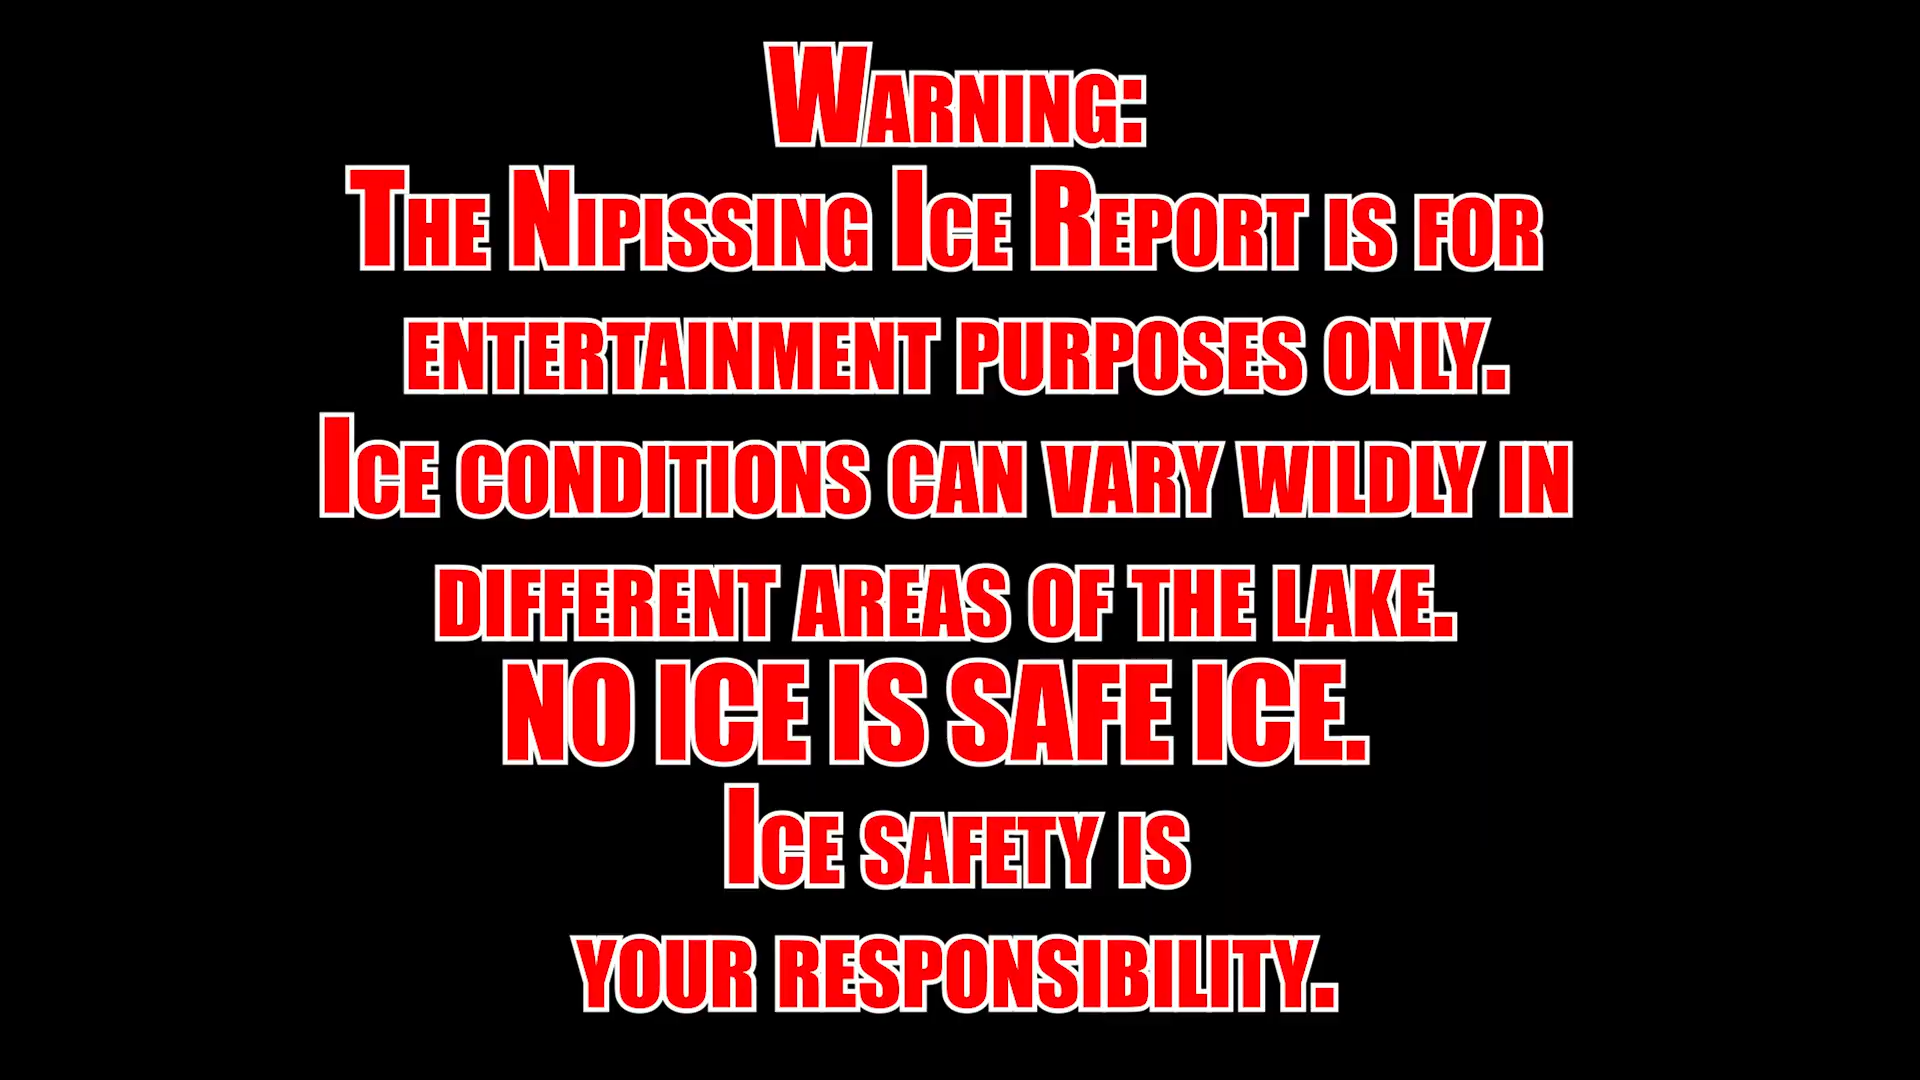 Warning:
The Nipissing Ice Report is for
entertainment purposes only.
Ice conditions can vary wildly in
different areas of the lake.
NO ICE IS SAFE ICE.
Ice safety is
your responsibility.